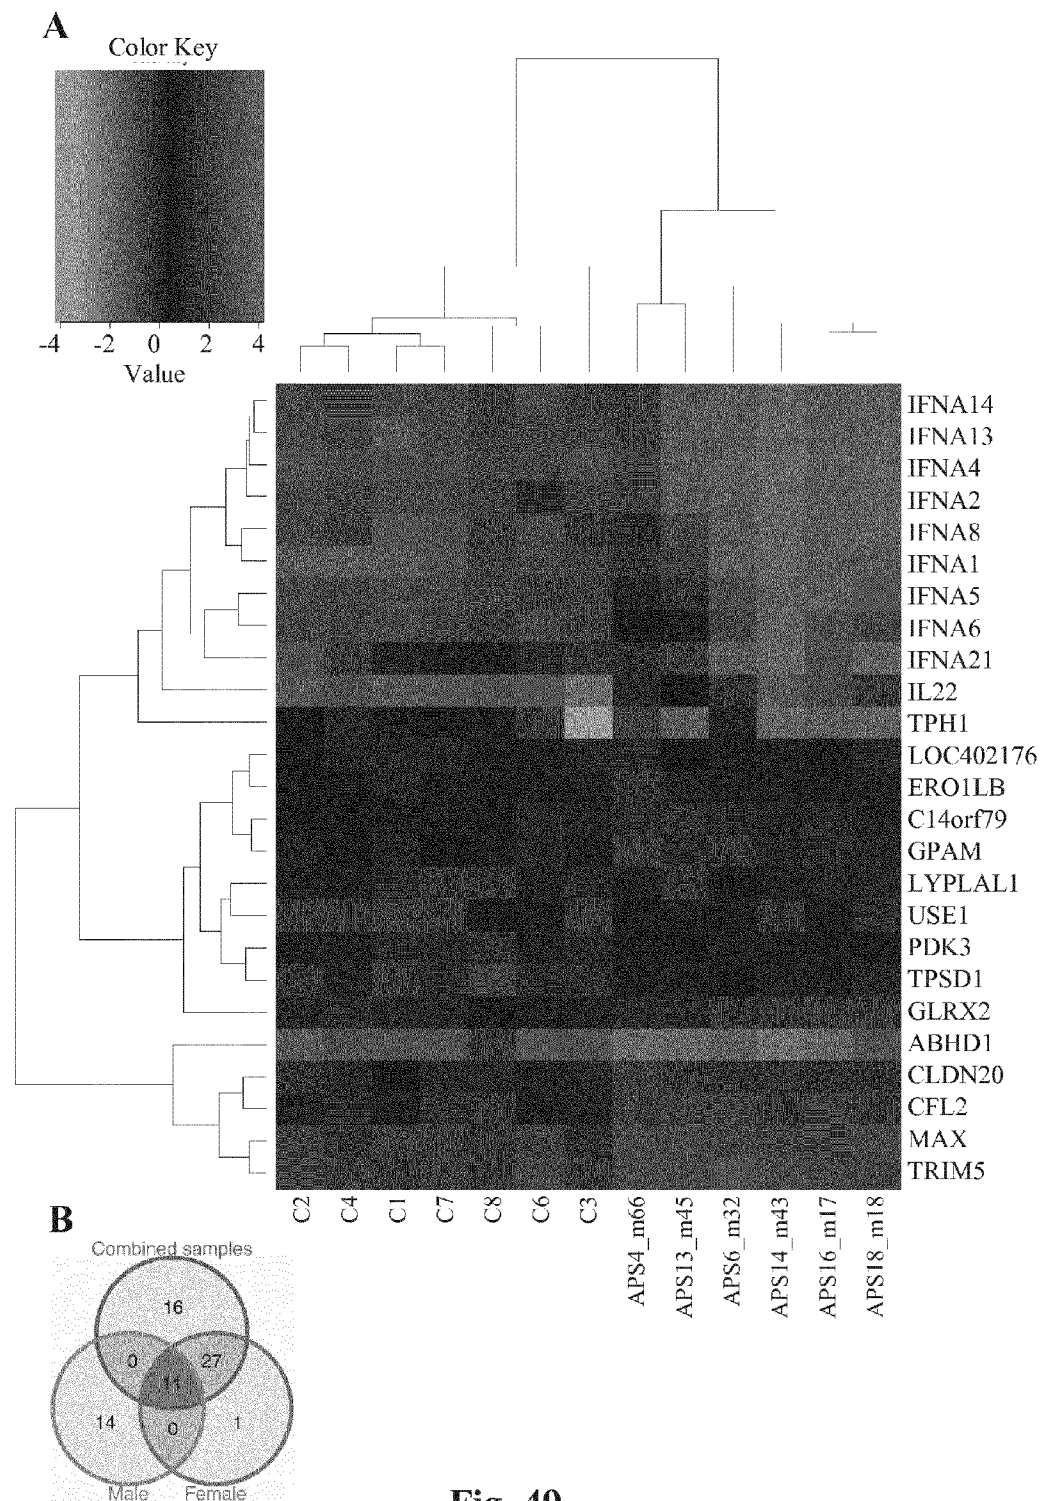 A
Color Key
-4 -2 0 2 4
Value
IFNA14
IFNA13
IFNA4
IFNA2
IFNA8
IFNA1
IFNA5
IFNA6
IFNA21
IL22
TPH1
LOC402176
ERO1LB
C14orf79
GPAM
LYPLAL1
USE1
PDK3
TPSD1
GLRX2
ABHD1
CLDN20
CFL2
MAX
TRIM5
C2 C4 C1 C7 C8 C6 C3 APS4_m66 APS13_m45 APS6_m32 APS14_m43 APS16_m17 APS18_m18
B
Combined samples
16
0 27
11
14 0 1
Male Female
Fig. 49